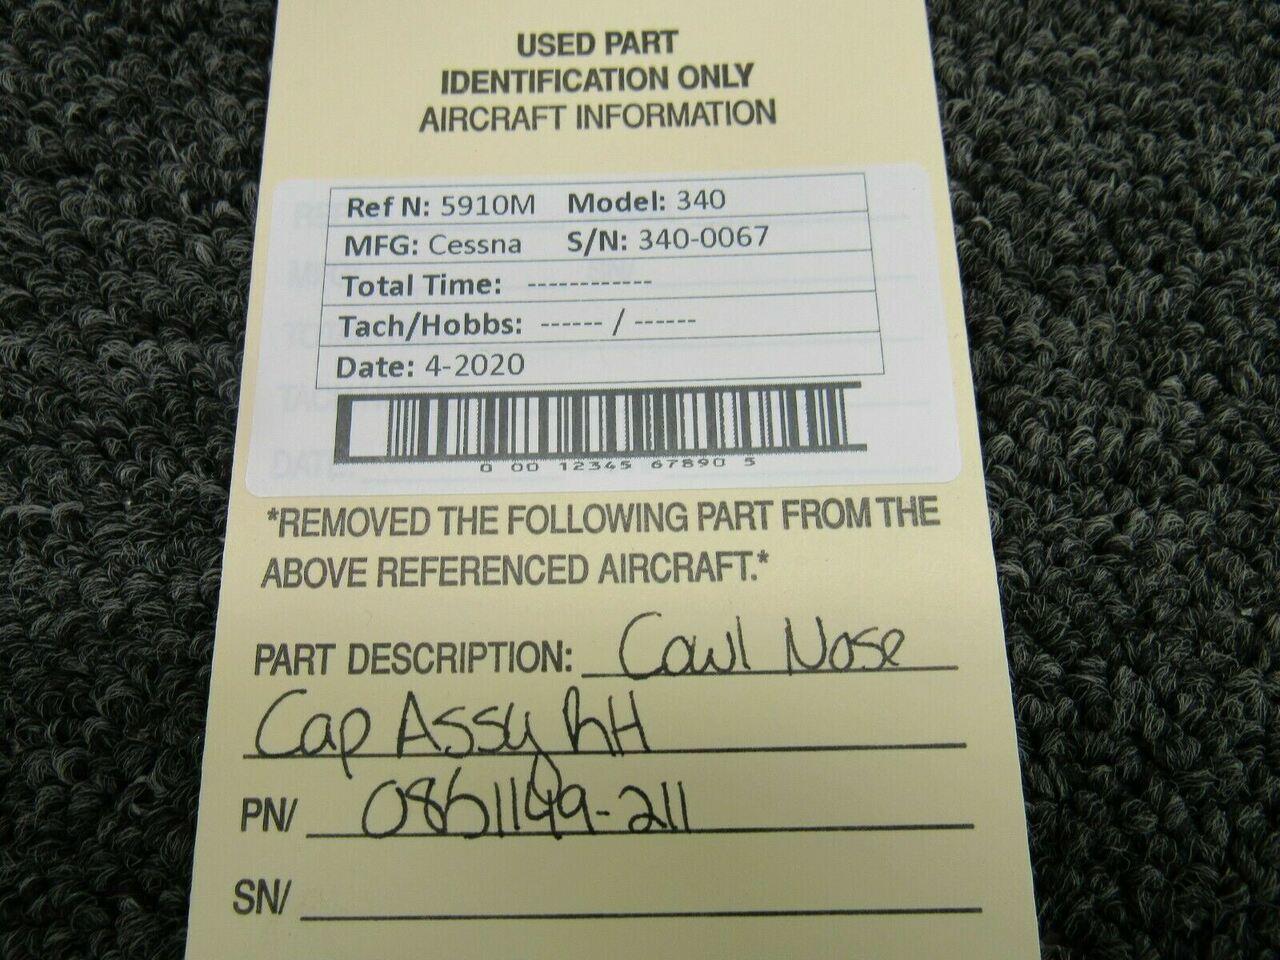 USED PART
IDENTIFICATION ONLY
AIRCRAFT INFORMATION
Ref N: 5910M Model: 340
MFG: Cessna S/N: 340-0067
Total Time: ------------
Tach/Hobbs: ------ / ------
Date: 4-2020
0 00 12345 67890 5
*REMOVED THE FOLLOWING PART FROM THE
ABOVE REFERENCED AIRCRAFT.*
PART DESCRIPTION: Cowl Nose
Cap Assy RH
PN/ 0851149-211
SN/